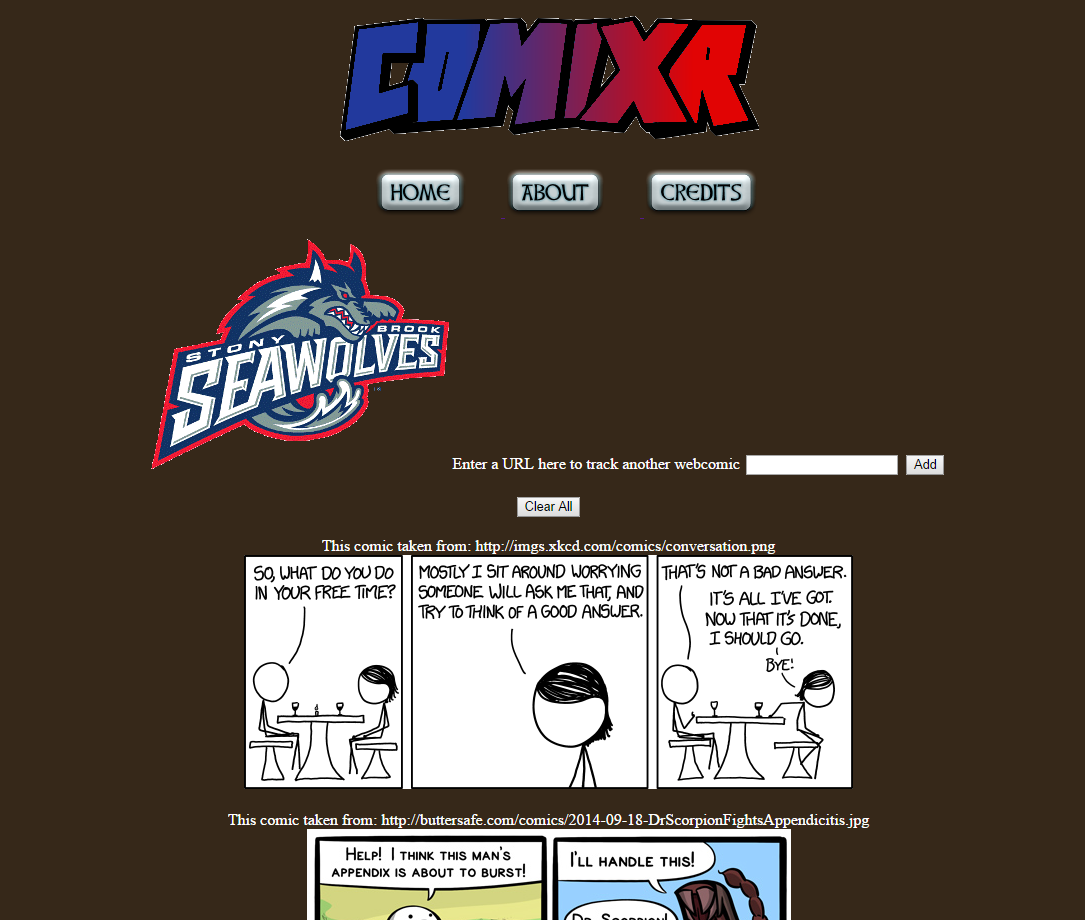 COMIXR
HOME ABOUT CREDITS
STONY BROOK
SEAWOLVES
Enter a URL here to track another webcomic Add
Clear All
This comic taken from: http://imgs.xkcd.com/comics/conversation.png
SO, WHAT DO YOU DO
IN YOUR FREE TIME?
MOSTLY I SIT AROUND WORRYING
SOMEONE WILL ASK ME THAT, AND
TRY TO THINK OF A GOOD ANSWER.
THAT'S NOT A BAD ANSWER.
IT'S ALL I'VE GOT.
NOW THAT IT'S DONE,
I SHOULD GO.
BYE!
This comic taken from: http://buttersafe.com/comics/2014-09-18-DrScorpionFightsAppendicitis.jpg
HELP! I THINK THIS MAN'S
APPENDIX IS ABOUT TO BURST!
I'LL HANDLE THIS!
DR. SCORPION!